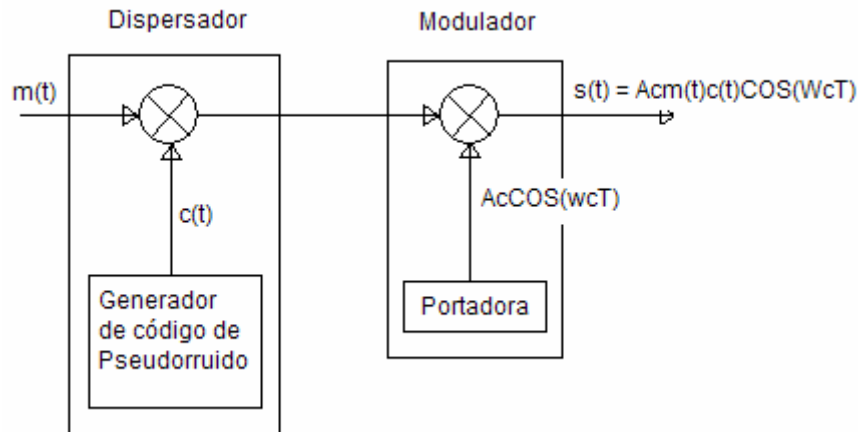 Dispersador
Modulador
m(t)
s(t) = Acm(t)c(t)COS(WcT)
c(t)
AcCOS(wcT)
Generador
de código de
Pseudorruido
Portadora